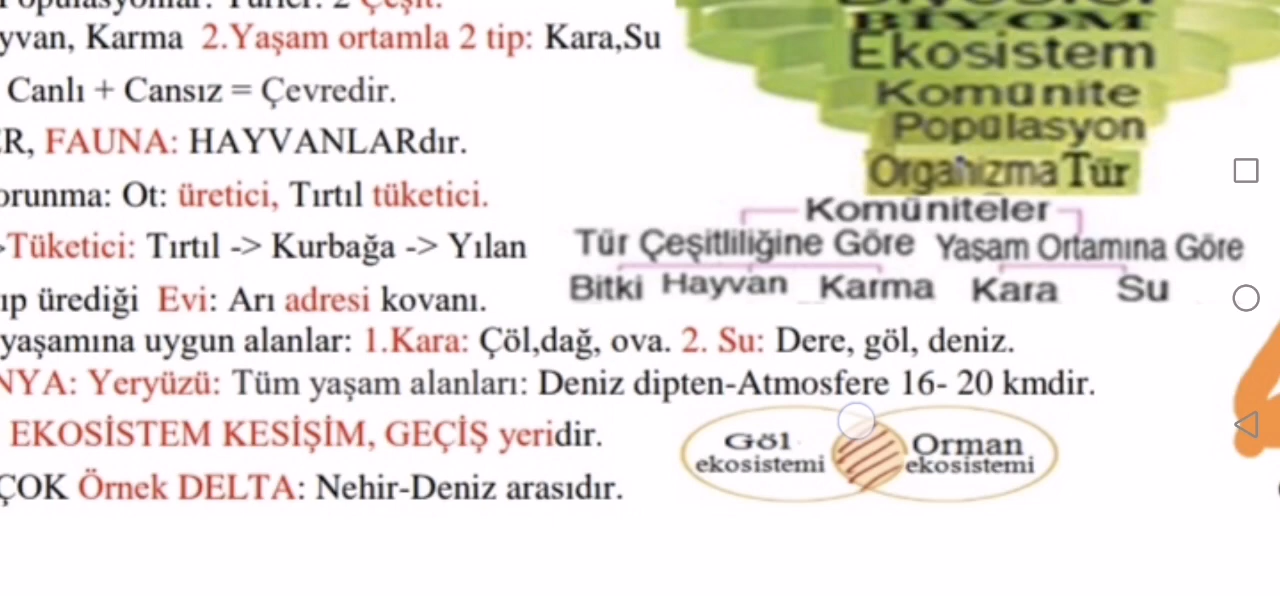 yvan, Karma 2.Yaşam ortamla 2 tip: Kara,Su
Canlı + Cansız = Çevredir.
R, FAUNA: HAYVANLARdır.
orunma: Ot: üretici, Tırtıl tüketici.
Tüketici: Tırtıl -> Kurbağa -> Yılan
ıp ürediği Evi: Arı adresi kovanı.
yaşamına uygun alanlar: 1.Kara: Çöl,dağ, ova. 2. Su: Dere, göl, deniz.
NYA: Yeryüzü: Tüm yaşam alanları: Deniz dipten-Atmosfere 16- 20 kmdir.
EKOSİSTEM KESİŞİM, GEÇİŞ yeridir.
ÇOK Örnek DELTA: Nehir-Deniz arasıdır.
BİYOM
Ekosistem
Komünite
Popülasyon
Organizma Tür
Komüniteler
Tür Çeşitliliğine Göre Yaşam Ortamına Göre
Bitki Hayvan Karma Kara Su
Göl
ekosistemi
Orman
ekosistemi